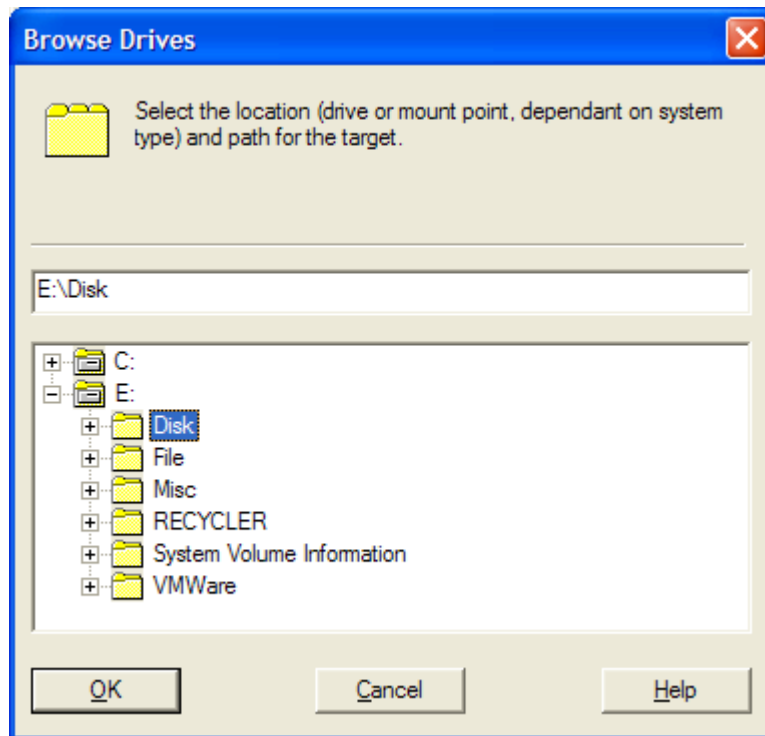 Browse Drives
Select the location (drive or mount point, dependant on system
type) and path for the target.
E:\Disk
C:
E:
Disk
File
Misc
RECYCLER
System Volume Information
VMWare
OK
Cancel
Help